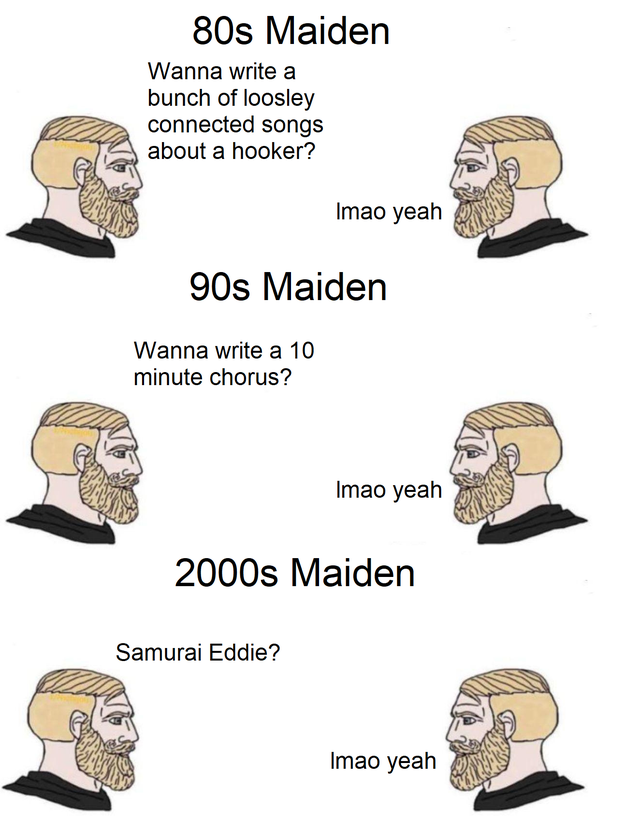 80s Maiden
Wanna write a
bunch of loosley
connected songs
about a hooker?
lmao yeah
90s Maiden
Wanna write a 10
minute chorus?
lmao yeah
2000s Maiden
Samurai Eddie?
lmao yeah